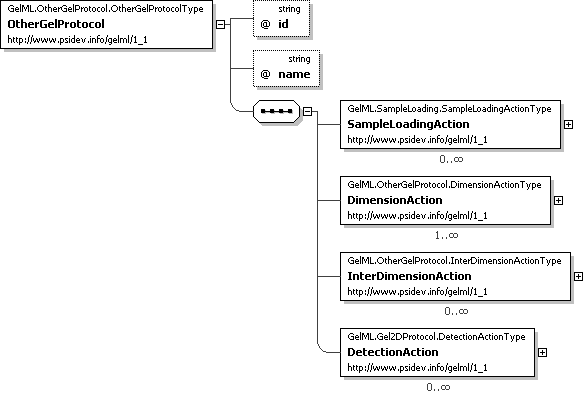 GelML.OtherGelProtocol.OtherGelProtocolType
OtherGelProtocol
http://www.psidev.info/gelml/1_1
string
@ id
string
@ name
GelML.SampleLoading.SampleLoadingActionType
SampleLoadingAction
http://www.psidev.info/gelml/1_1
0..∞
GelML.OtherGelProtocol.DimensionActionType
DimensionAction
http://www.psidev.info/gelml/1_1
1..∞
GelML.OtherGelProtocol.InterDimensionActionType
InterDimensionAction
http://www.psidev.info/gelml/1_1
0..∞
GelML.Gel2DProtocol.DetectionActionType
DetectionAction
http://www.psidev.info/gelml/1_1
0..∞